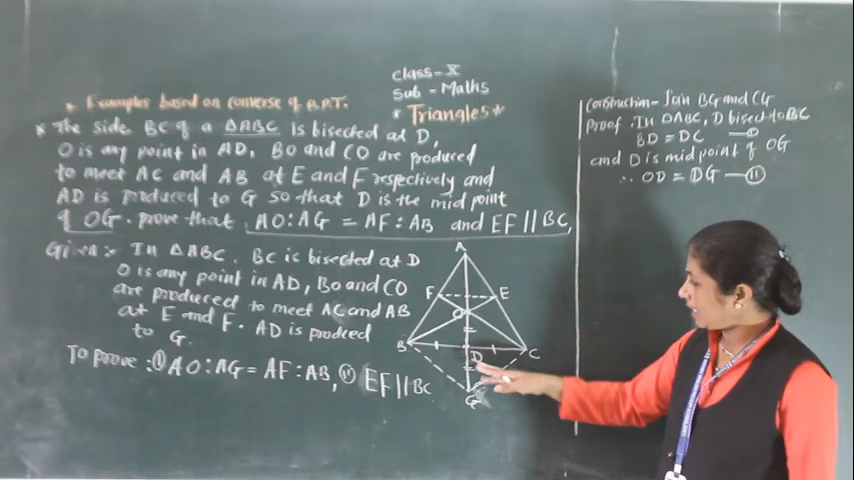 Class-X
Sub - Maths
* Triangles *
* Examples based on converse of B.P.T.
* The side BC of a △ABC is bisected at D,
O is any point in AD, BO and CO are produced
to meet AC and AB at E and F respectively and
AD is produced to G so that D is the mid point
of OG. prove that AO:AG = AF:AB and EF || BC,
Given :- In △ABC. BC is bisected at D
O is any point in AD, BO and CO
are produced to meet AC and AB
at E and F. AD is produced
to G.
To prove :(i) AO:AG = AF:AB, (ii) EF || BC
A
F
E
O
B
D
C
G
Construction - Join BG and CG
Proof : In △ABC, D bisect to BC
BD = DC — (i)
and D is mid point of OG
∴ OD = DG — (ii)